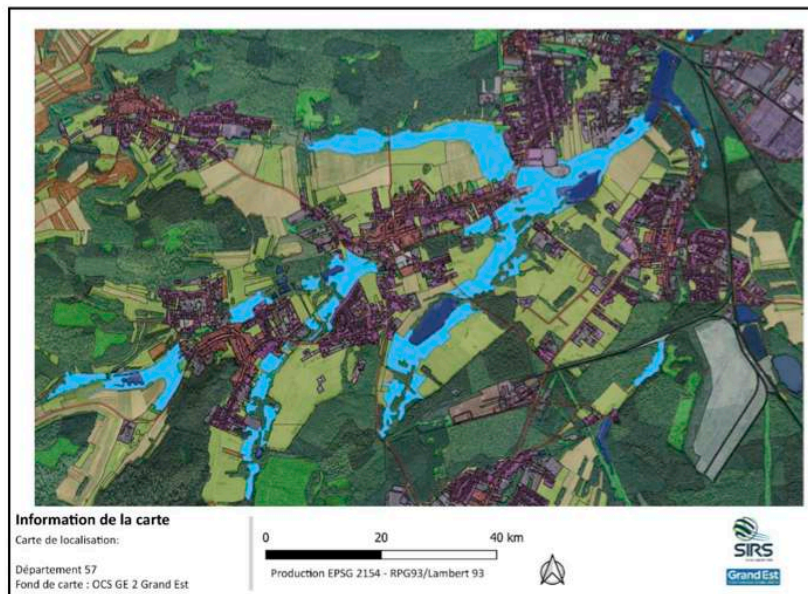 Information de la carte
Carte de localisation:
Département 57
Fond de carte : OCS GE 2 Grand Est
0 20 40 km
Production EPSG 2154 - RPG93/Lambert 93
SIRS
Grand Est